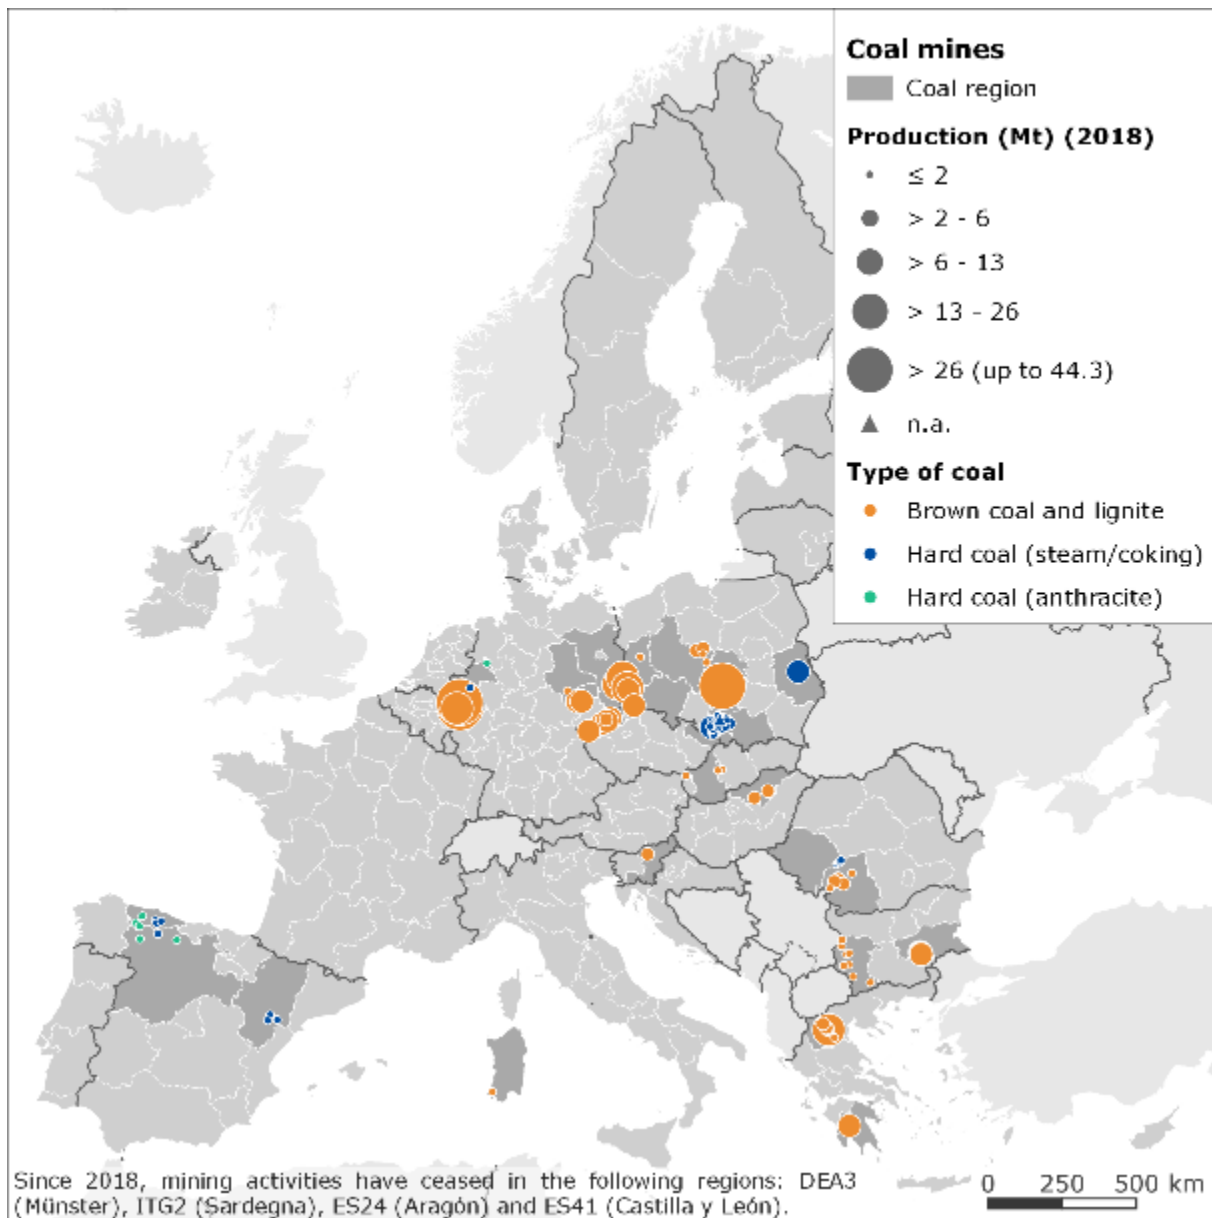 Coal mines
Coal region
Production (Mt) (2018)
≤ 2
> 2 - 6
> 6 - 13
> 13 - 26
> 26 (up to 44.3)
n.a.
Type of coal
Brown coal and lignite
Hard coal (steam/coking)
Hard coal (anthracite)
Since 2018, mining activities have ceased in the following regions: DEA3
(Münster), ITG2 (Sardegna), ES24 (Aragón) and ES41 (Castilla y León).
0 250 500 km